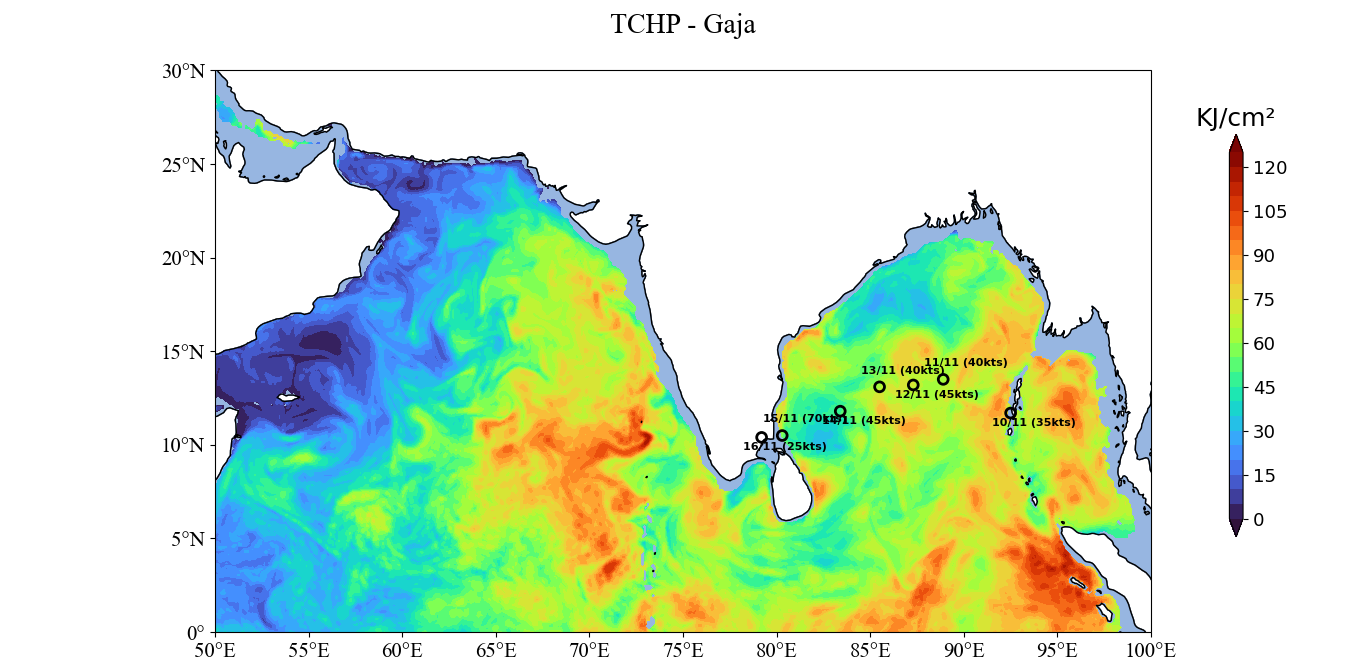 TCHP - Gaja
KJ/cm²
30°N
25°N
20°N
15°N
10°N
5°N
0°
120
105
90
75
60
45
30
15
0
11/11 (40kts)
13/11 (40kts)
12/11 (45kts)
15/11 (70kts)
14/11 (45kts)
10/11 (35kts)
16/11 (25kts)
50°E 55°E 60°E 65°E 70°E 75°E 80°E 85°E 90°E 95°E 100°E